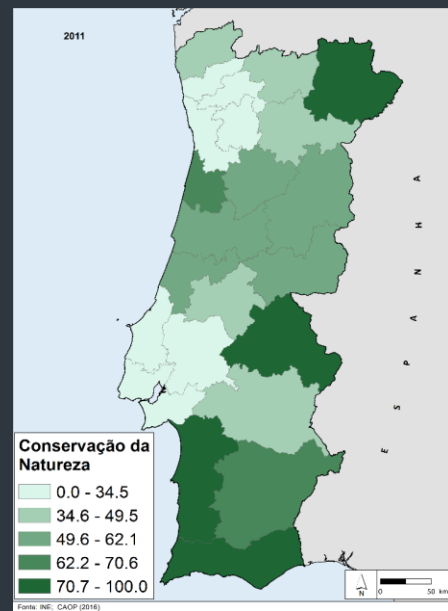 2011
ESPANHA
Conservação da
Natureza
0.0 - 34.5
34.6 - 49.5
49.6 - 62.1
62.2 - 70.6
70.7 - 100.0
N
0 50 km
Fonte: INE; CAOP (2016)